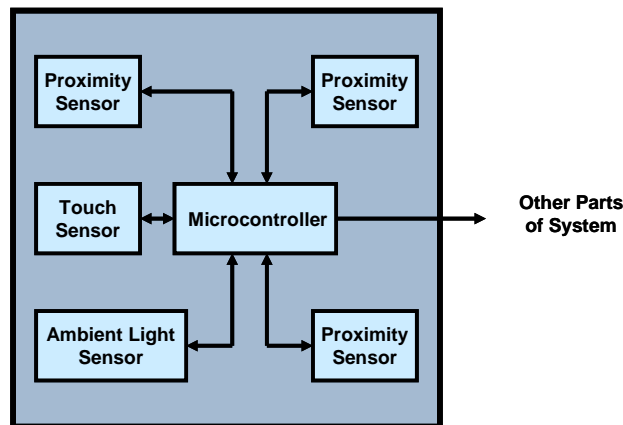 Proximity
Sensor
Proximity
Sensor
Touch
Sensor
Microcontroller
Other Parts
of System
Ambient Light
Sensor
Proximity
Sensor